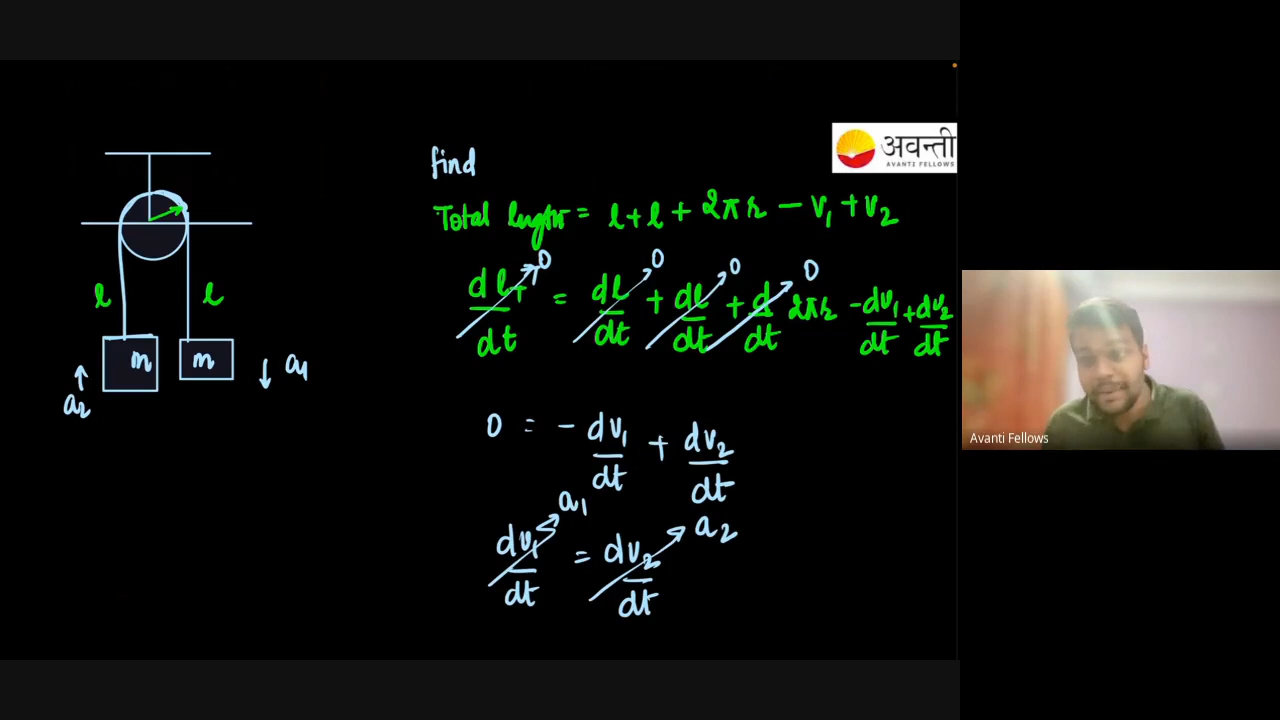 find
अवन्ती
AVANTI FELLOWS
Total length = l + l + 2πr - v₁ + v₂
dl_T/dt → 0 = dl/dt → 0 + dl/dt → 0 + d/dt 2πr → 0 - dv₁/dt + dv₂/dt
l l
m m
a₂ ↑ ↓ a₁
0 = - dv₁/dt + dv₂/dt
dv₁/dt → a₁ = dv₂/dt → a₂
Avanti Fellows